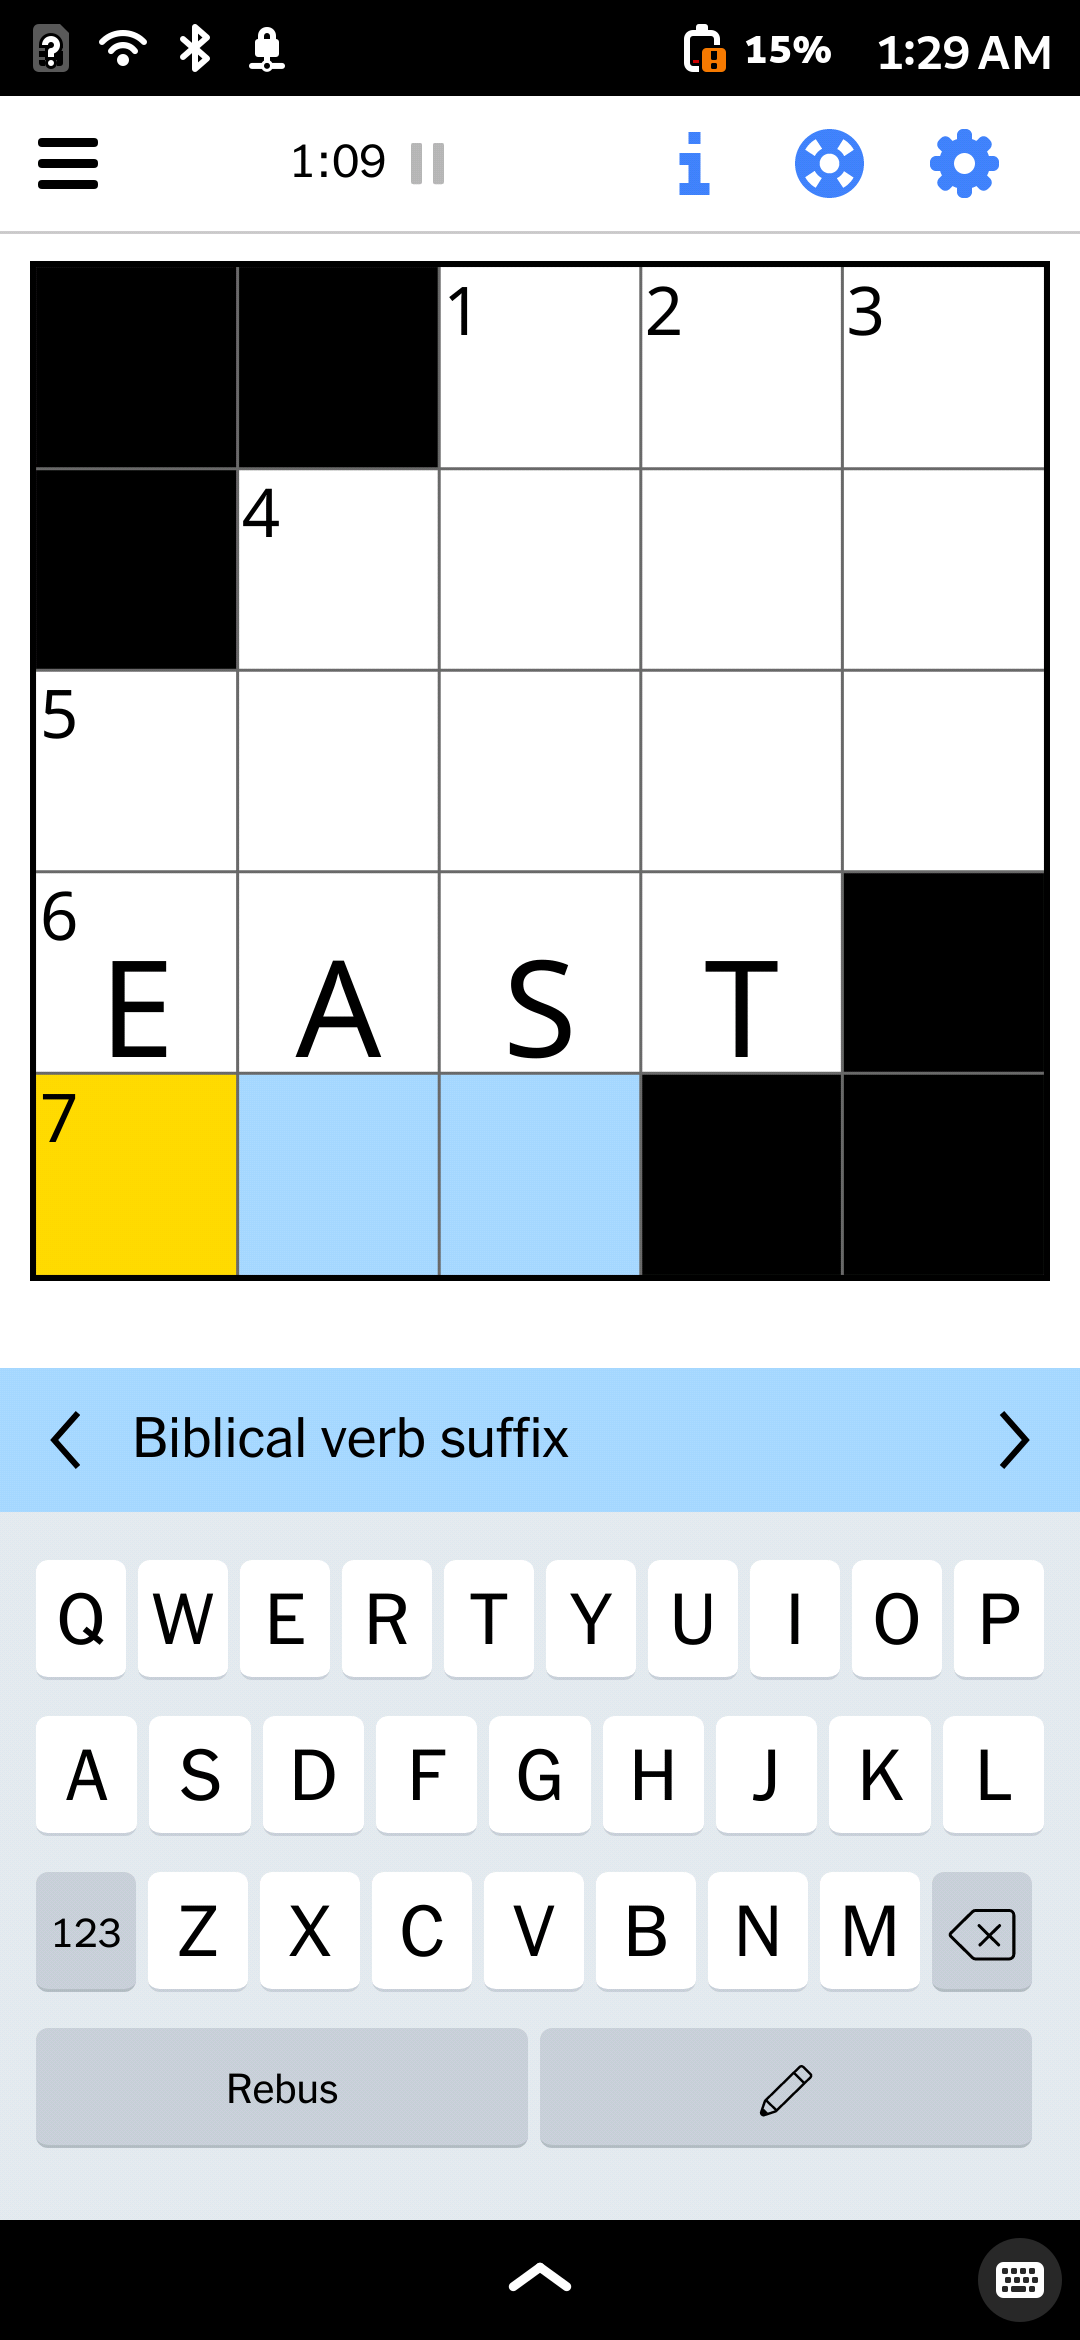 15% 1:29 AM
1:09
1 2 3
4
5
6 E A S T
7
Biblical verb suffix
Q W E R T Y U I O P
A S D F G H J K L
123 Z X C V B N M
Rebus